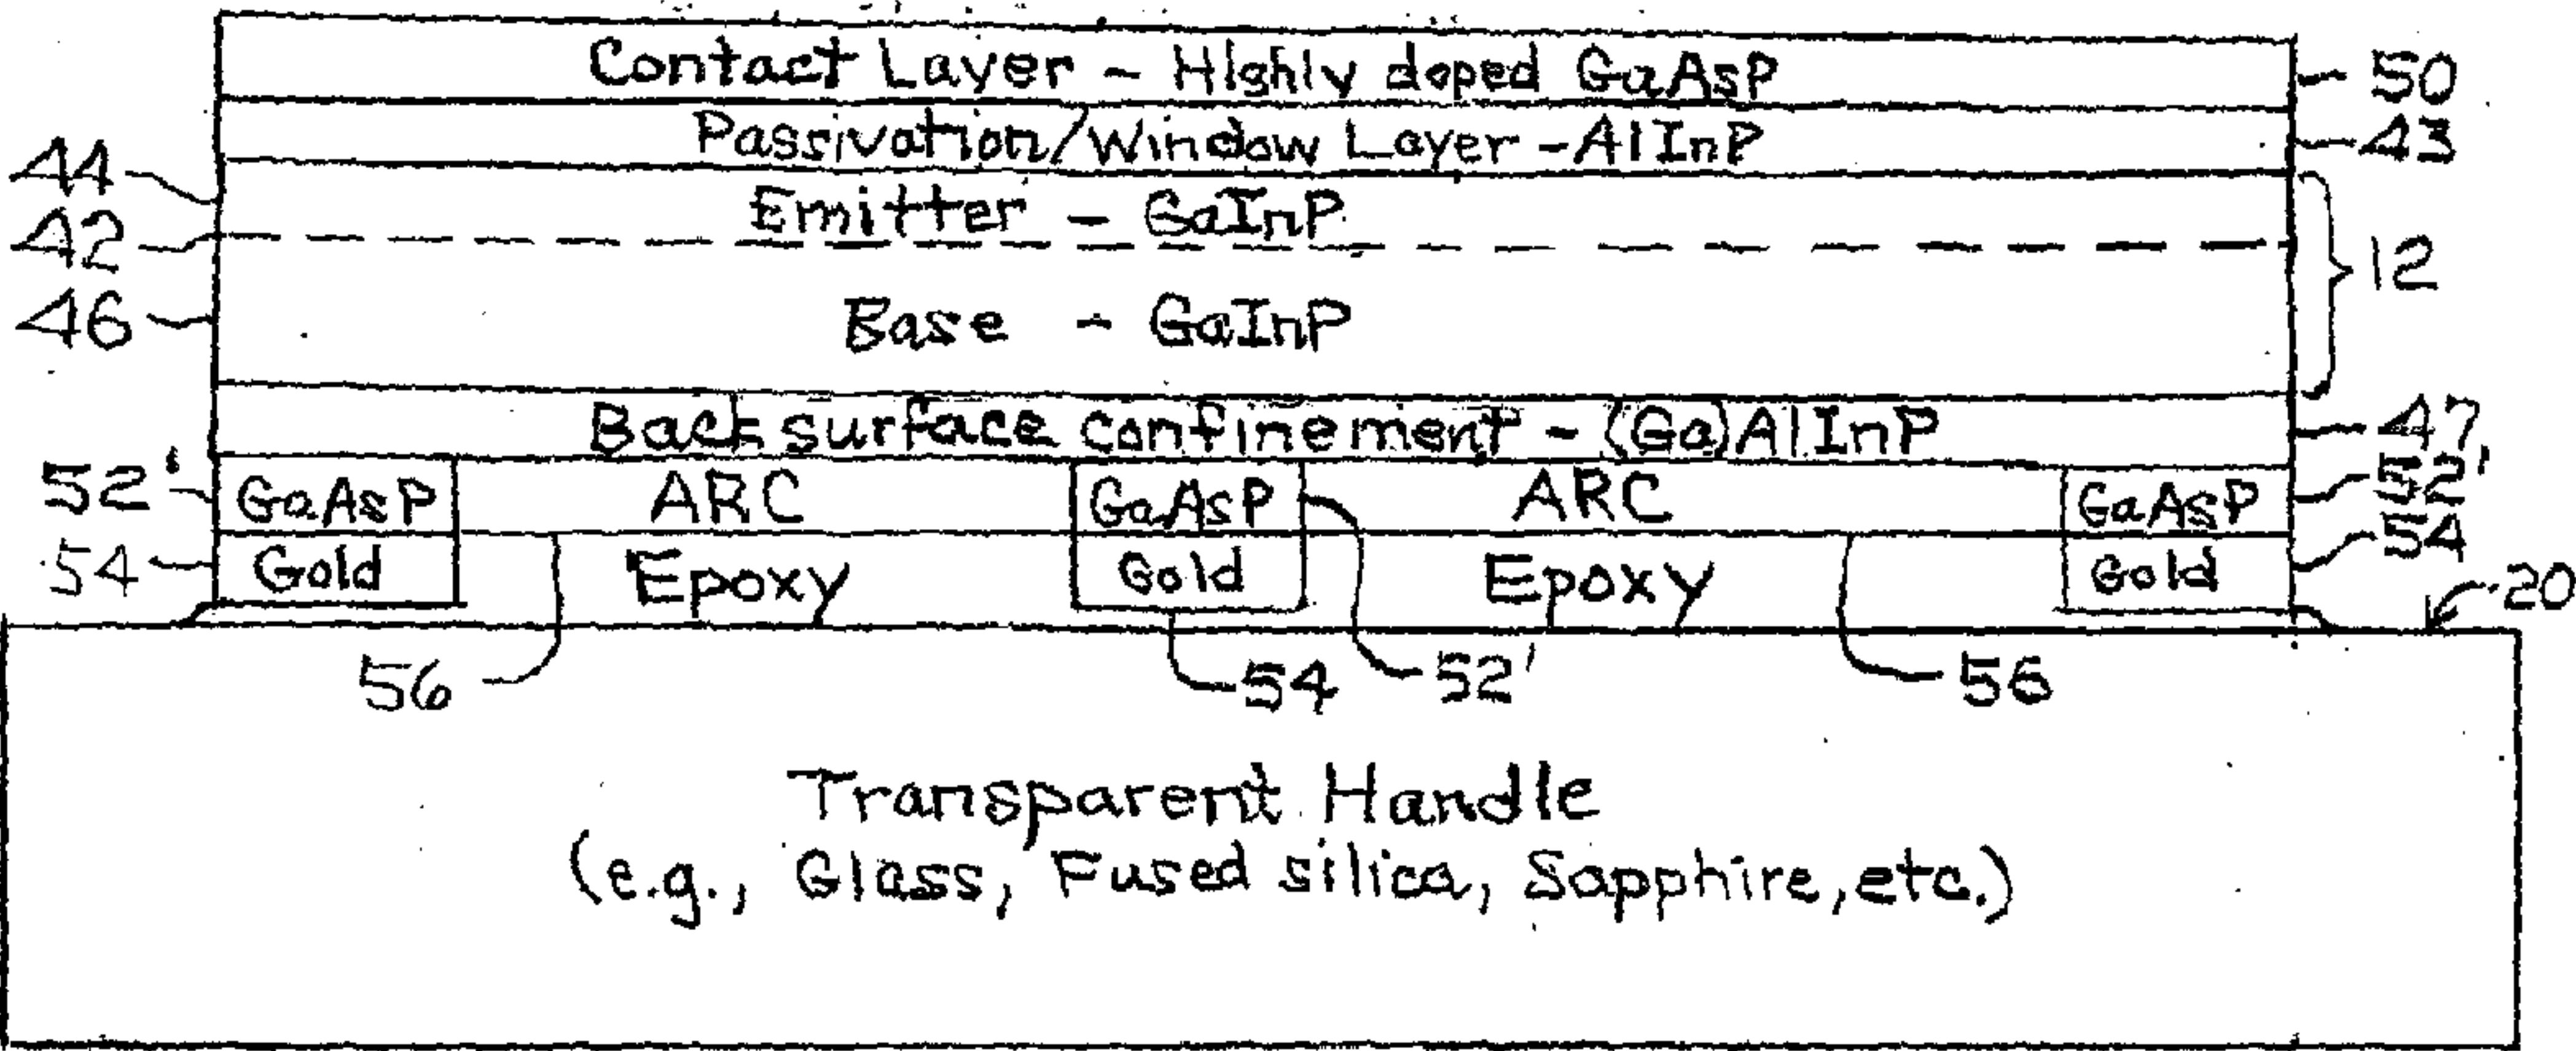 Contact Layer - Highly doped GaAsP 50
Passivation/Window Layer - AlInP 43
44 Emitter - GaInP
42 12
46 Base - GaInP
Back surface confinement - (Ga)AlInP 47
52' GaAsP ARC GaAsP ARC GaAsP 52'
54 Gold Epoxy Gold Epoxy Gold 54
20
56 54 52' 56
Transparent Handle
(e.g., Glass, Fused silica, Sapphire, etc.)